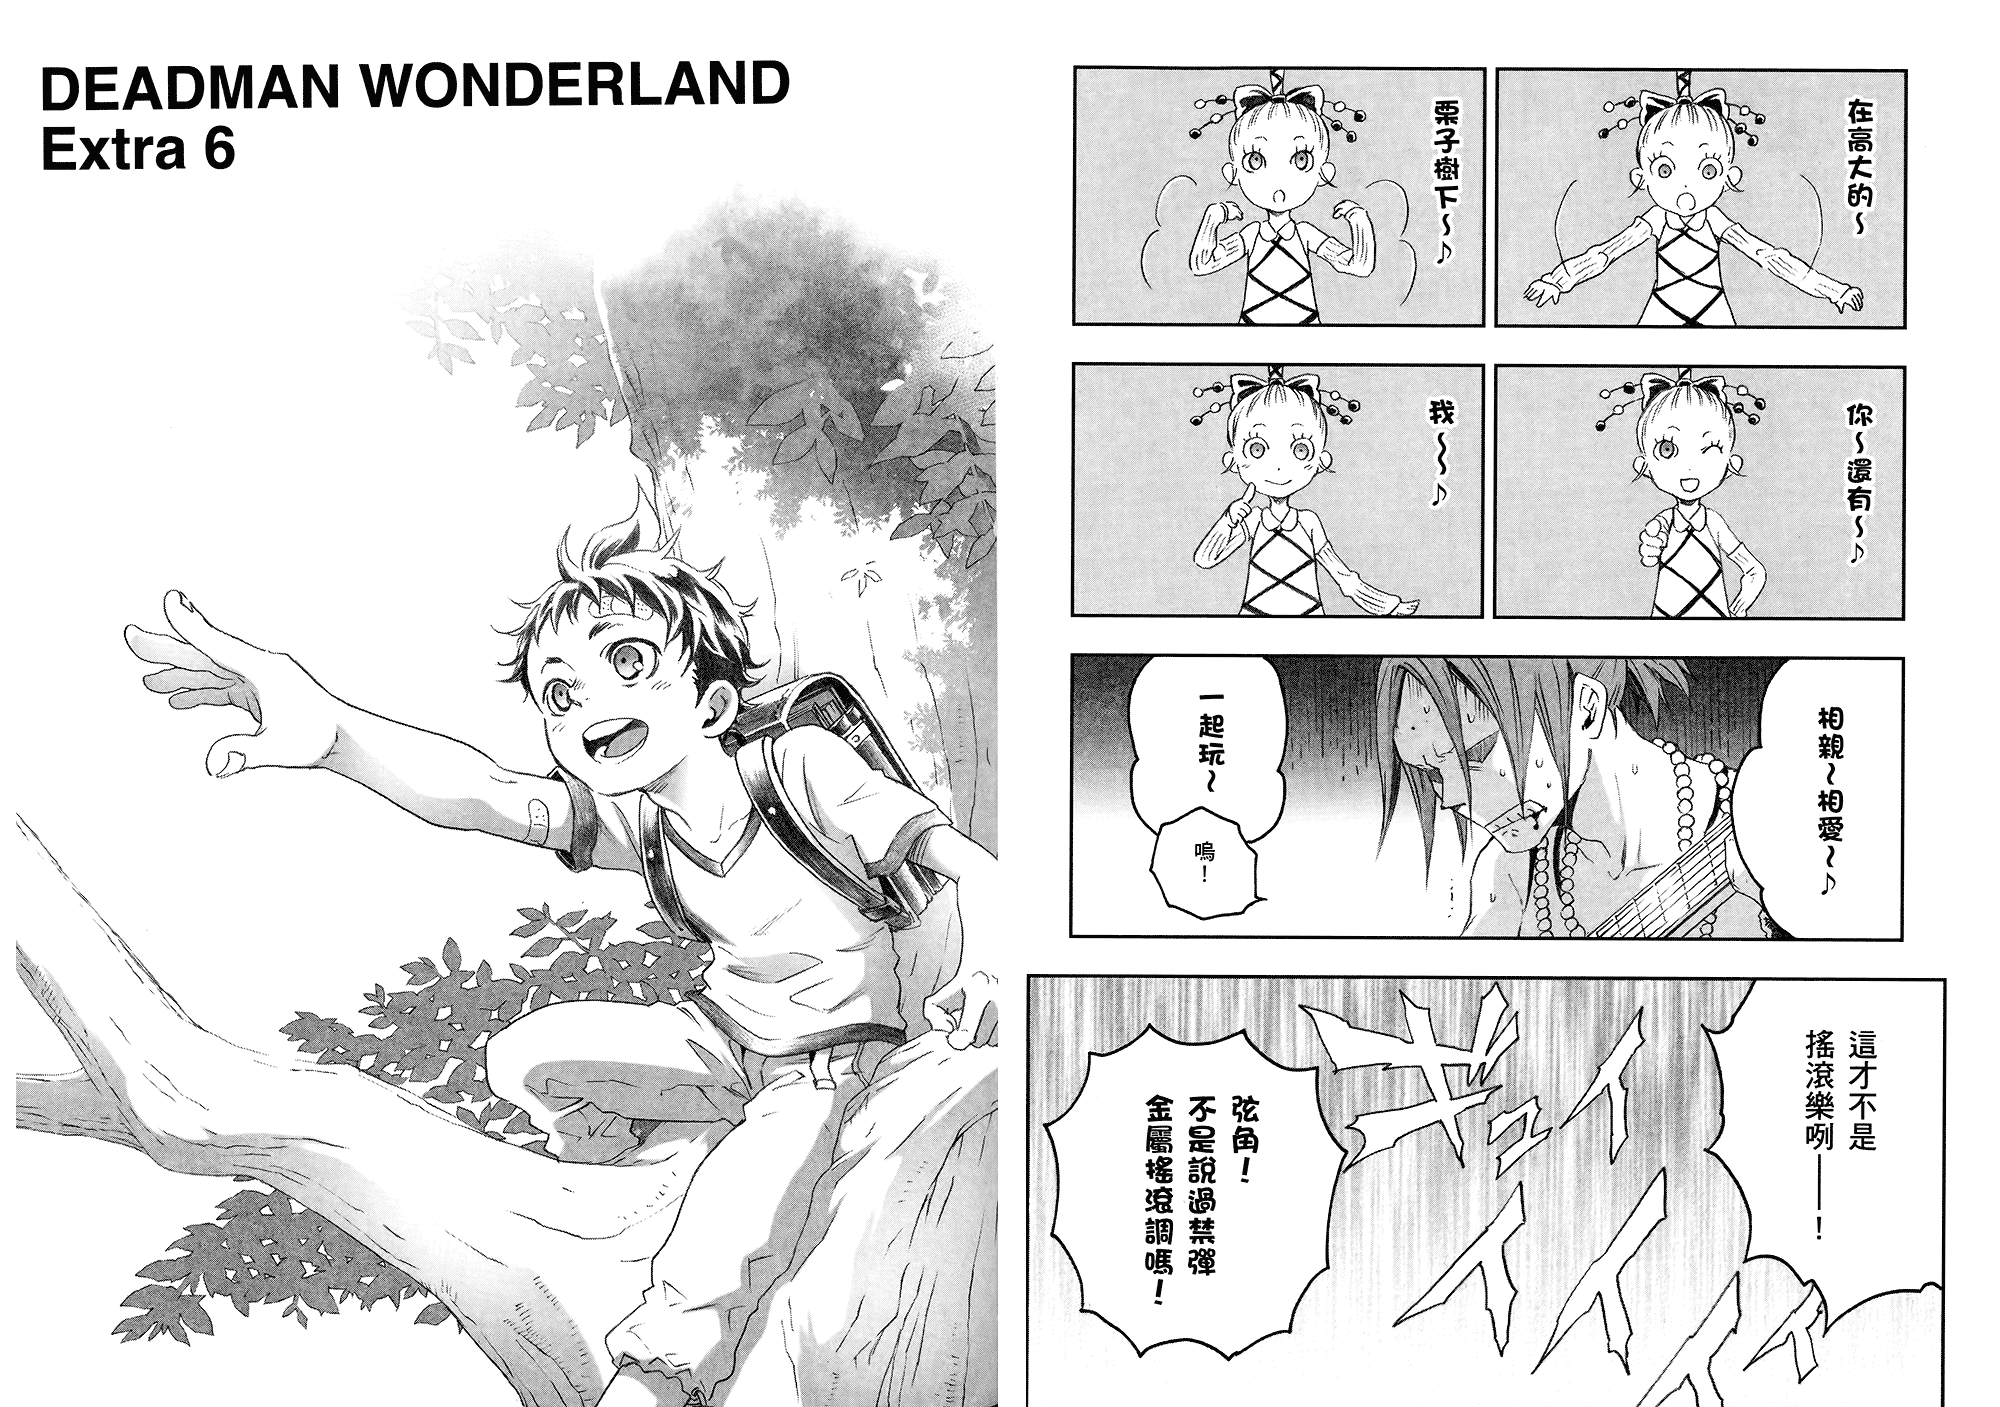 DEADMAN WONDERLAND
Extra 6
在高大的～
栗子樹下～♪
你～還有～♪
我～～♪
相親～相愛～♪
一起玩～
嗚！
這才不是
搖滾樂咧——！
ギュイイイイイ
弦角！
不是說過禁彈
金屬搖滾調嗎！